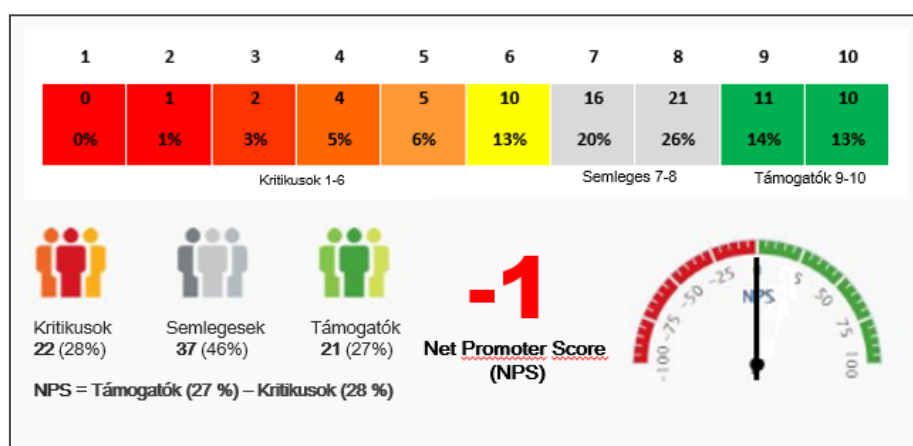 1 2 3 4 5 6 7 8 9 10
0 1 2 4 5 10 16 21 11 10
0% 1% 3% 5% 6% 13% 20% 26% 14% 13%
Kritikusok 1-6 Semleges 7-8 Támogatók 9-10
Kritikusok Semlegesek Támogatók
22 (28%) 37 (46%) 21 (27%)
NPS = Támogatók (27 %) – Kritikusok (28 %)
-1
Net Promoter Score
(NPS)
-100 -75 -50 -25 0 5 50 75 100
NPS